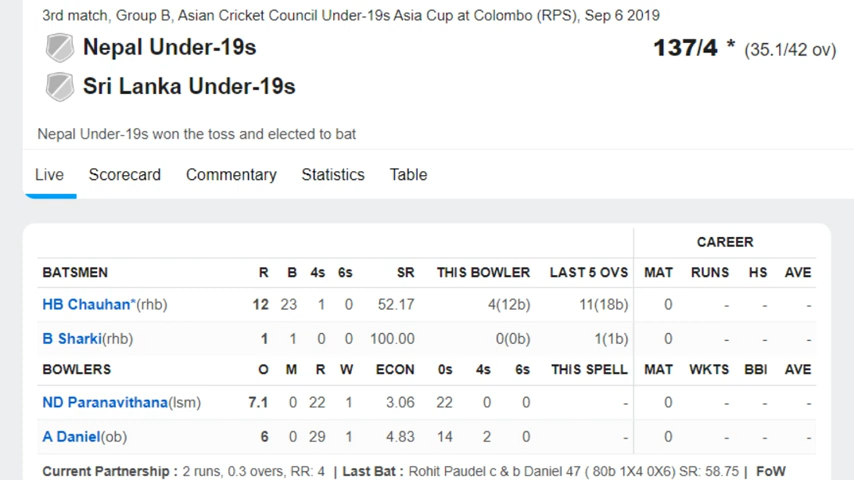 3rd match, Group B, Asian Cricket Council Under-19s Asia Cup at Colombo (RPS), Sep 6 2019
Nepal Under-19s 137/4 * (35.1/42 ov)
Sri Lanka Under-19s
Nepal Under-19s won the toss and elected to bat
Live Scorecard Commentary Statistics Table
CAREER
BATSMEN R B 4s 6s SR THIS BOWLER LAST 5 OVS MAT RUNS HS AVE
HB Chauhan*(rhb) 12 23 1 0 52.17 4(12b) 11(18b) 0 - - -
B Sharki(rhb) 1 1 0 0 100.00 0(0b) 1(1b) 0 - - -
BOWLERS O M R W ECON 0s 4s 6s THIS SPELL MAT WKTS BBI AVE
ND Paranavithana(lsm) 7.1 0 22 1 3.06 22 0 0 - 0 - - -
A Daniel(ob) 6 0 29 1 4.83 14 2 0 - 0 - - -
Current Partnership : 2 runs, 0.3 overs, RR: 4 | Last Bat : Rohit Paudel c & b Daniel 47 ( 80b 1X4 0X6) SR: 58.75 | FoW